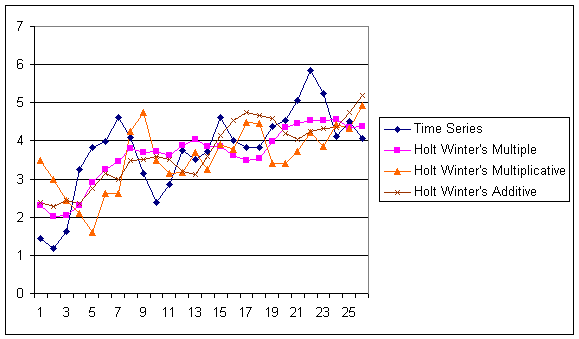 7
6
5
4
3
2
1
0
1 3 5 7 9 11 13 15 17 19 21 23 25
Time Series
Holt Winter's Multiple
Holt Winter's Multiplicative
Holt Winter's Additive